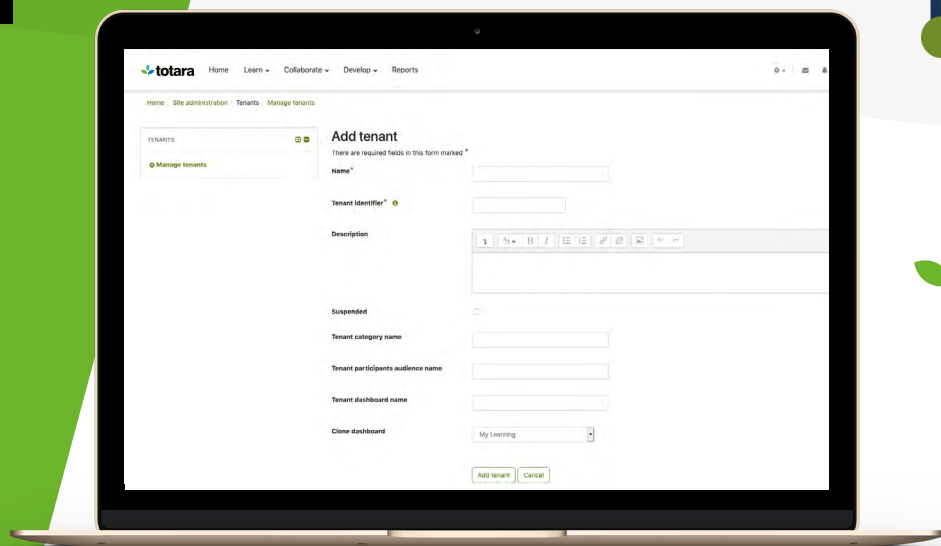 totara Home Learn Collaborate Develop Reports
Home / Site administration / Tenants / Manage tenants
TENANTS
Manage tenants
Add tenant
There are required fields in this form marked *
Name*
Tenant identifier*
Description
B I
Suspended
Tenant category name
Tenant participants audience name
Tenant dashboard name
Clone dashboard
My Learning
Add tenant Cancel